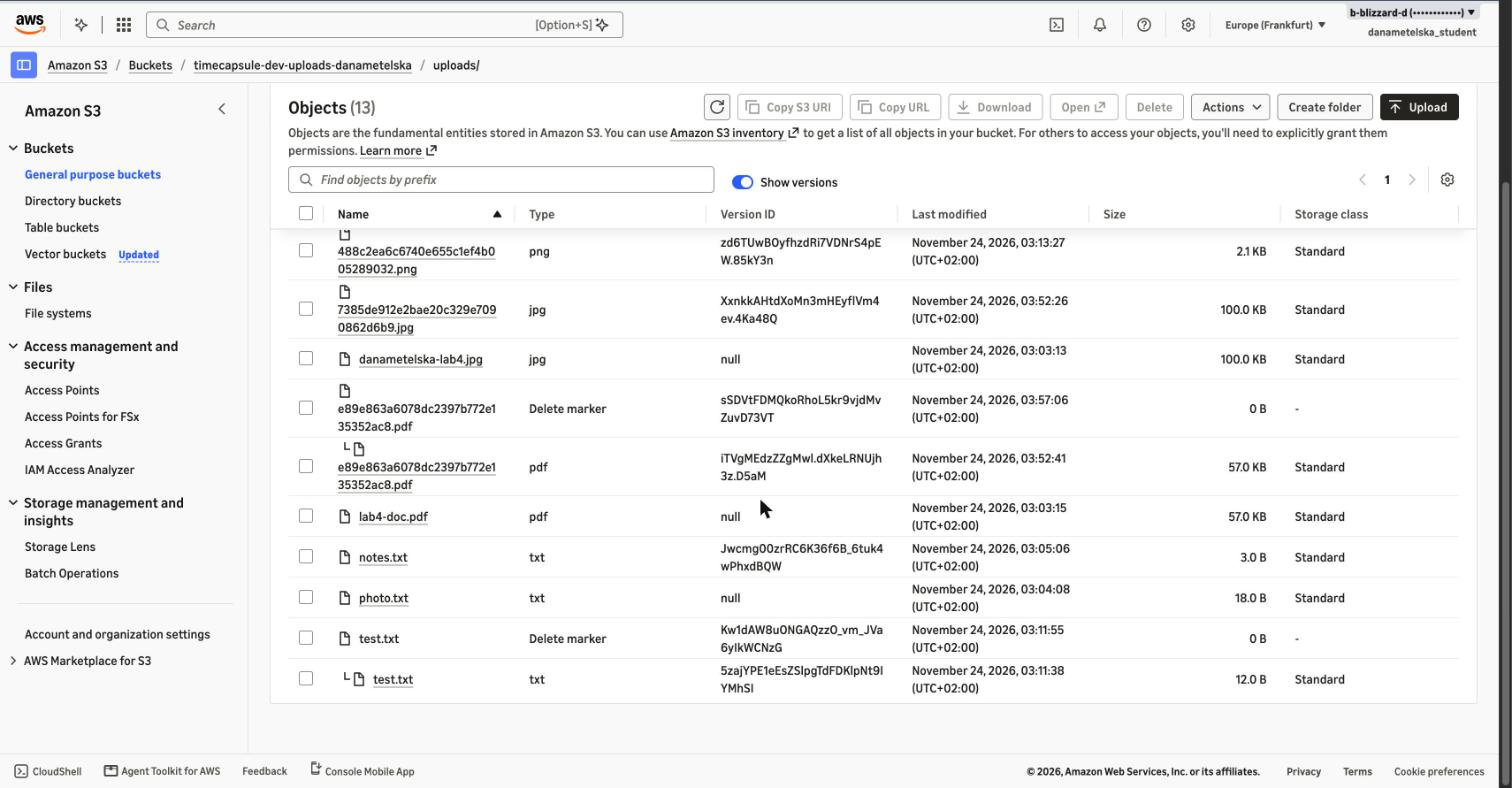 aws
Search
[Option+S]
Europe (Frankfurt)
b-blizzard-d (············)
danametelska_student
Amazon S3 / Buckets / timecapsule-dev-uploads-danametelska / uploads/
Amazon S3
Buckets
General purpose buckets
Directory buckets
Table buckets
Vector buckets Updated
Files
File systems
Access management and
security
Access Points
Access Points for FSx
Access Grants
IAM Access Analyzer
Storage management and
insights
Storage Lens
Batch Operations
Account and organization settings
AWS Marketplace for S3
Objects (13)
Copy S3 URI
Copy URL
Download
Open
Delete
Actions
Create folder
Upload
Objects are the fundamental entities stored in Amazon S3. You can use Amazon S3 inventory to get a list of all objects in your bucket. For others to access your objects, you'll need to explicitly grant them
permissions. Learn more
Find objects by prefix
Show versions
1
Name Type Version ID Last modified Size Storage class
488c2ea6c6740e655c1ef4b0
05289032.png
png
zd6TUwBOyfhzdRi7VDNrS4pE
W.85kY3n
November 24, 2026, 03:13:27
(UTC+02:00)
2.1 KB
Standard
7385de912e2bae20c329e709
0862d6b9.jpg
jpg
XxnkkAHtdXoMn3mHEyflVm4
ev.4Ka48Q
November 24, 2026, 03:52:26
(UTC+02:00)
100.0 KB
Standard
danametelska-lab4.jpg
jpg
null
November 24, 2026, 03:03:13
(UTC+02:00)
100.0 KB
Standard
e89e863a6078dc2397b772e1
35352ac8.pdf
Delete marker
sSDVtFDMQkoRhoL5kr9vjdMv
ZuvD73VT
November 24, 2026, 03:57:06
(UTC+02:00)
0 B
-
e89e863a6078dc2397b772e1
35352ac8.pdf
pdf
iTVgMEdzZZgMwl.dXkeLRNUjh
3z.D5aM
November 24, 2026, 03:52:41
(UTC+02:00)
57.0 KB
Standard
lab4-doc.pdf
pdf
null
November 24, 2026, 03:03:15
(UTC+02:00)
57.0 KB
Standard
notes.txt
txt
Jwcmg00zrRC6K36f6B_6tuk4
wPhxdBQW
November 24, 2026, 03:05:06
(UTC+02:00)
3.0 B
Standard
photo.txt
txt
null
November 24, 2026, 03:04:08
(UTC+02:00)
18.0 B
Standard
test.txt
Delete marker
Kw1dAW8uONGAQzzO_vm_JVa
6ylkWCNzG
November 24, 2026, 03:11:55
(UTC+02:00)
0 B
-
test.txt
txt
5zajYPE1eEsZSlpgTdFDKlpNt9l
YMhSl
November 24, 2026, 03:11:38
(UTC+02:00)
12.0 B
Standard
CloudShell
Agent Toolkit for AWS
Feedback
Console Mobile App
© 2026, Amazon Web Services, Inc. or its affiliates.
Privacy
Terms
Cookie preferences